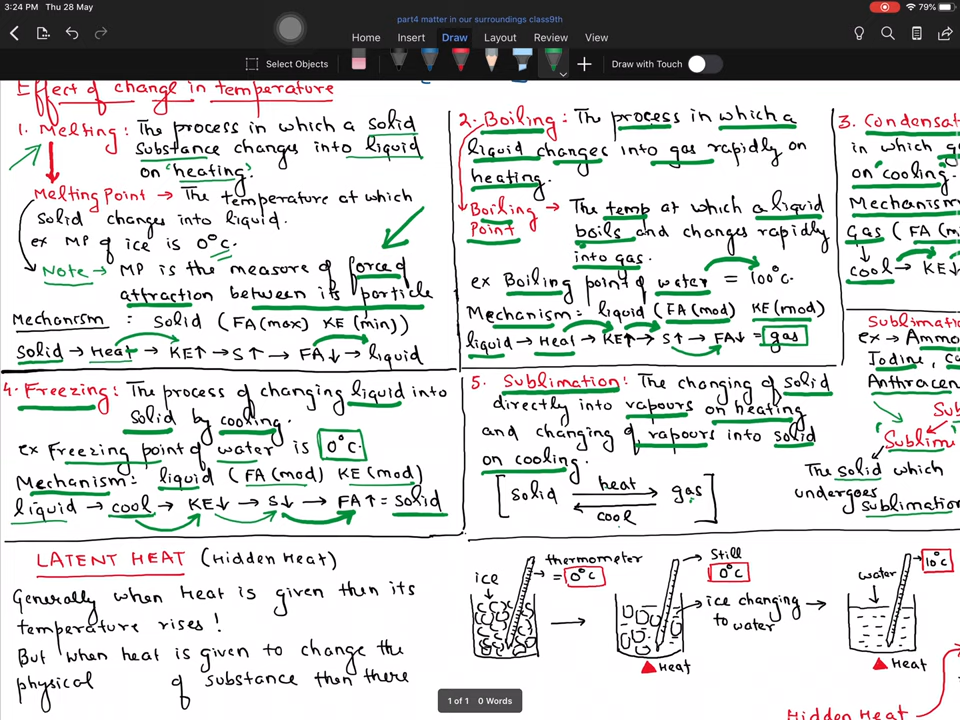 3:24 PM Thu 28 May
79%
part4 matter in our surroundings class9th
Home Insert Draw Layout Review View
Select Objects
Draw with Touch
Effect of change in temperature
1. Melting: The process in which a solid
substance changes into liquid
on 'heating'.
Melting Point → The temperature at which
solid changes into liquid.
ex MP of ice is 0°c.
Note → MP is the measure of force of
attraction between its particle
Mechanism = Solid (FA(max) KE(min))
Solid → Heat → KE↑ → S↑ → FA↓ → liquid
2. Boiling: The process in which a
liquid changes into gas rapidly on
heating.
Boiling Point → The temp at which a liquid
boils and changes rapidly
into gas.
ex Boiling point of water = 100°c.
Mechanism = liquid (FA(mod) KE(mod)
liquid → Heat → KE↑ → S↑ → FA↓ = gas
3. Condensat
in which g
on 'cooling'.
Mechanism
Gas (FA(mi
cool → KE↓
4. Freezing: The process of changing liquid into
solid by cooling.
ex Freezing point of water is 0°c.
Mechanism = liquid (FA(mod) KE(mod)
liquid → cool → KE↓ → S↓ → FA↑ = solid
5. Sublimation: The changing of solid
directly into vapours on heating
and changing of vapours into solid
on cooling.
[solid heat gas]
cool
Sublimati
ex → Ammo
Iodine, ca
Anthracen
Su
Sublim
The solid which
undergoes
sublimation
LATENT HEAT (Hidden Heat)
Generally when Heat is given then its
temperature rises!
But when heat is given to change the
physical of substance then there
ice
→ thermometer
= 0°c
→
→ Still
0°c
→ ice changing →
to water
Heat
water
→ 10°c
Heat
Hidden Heat
1 of 1 0 Words